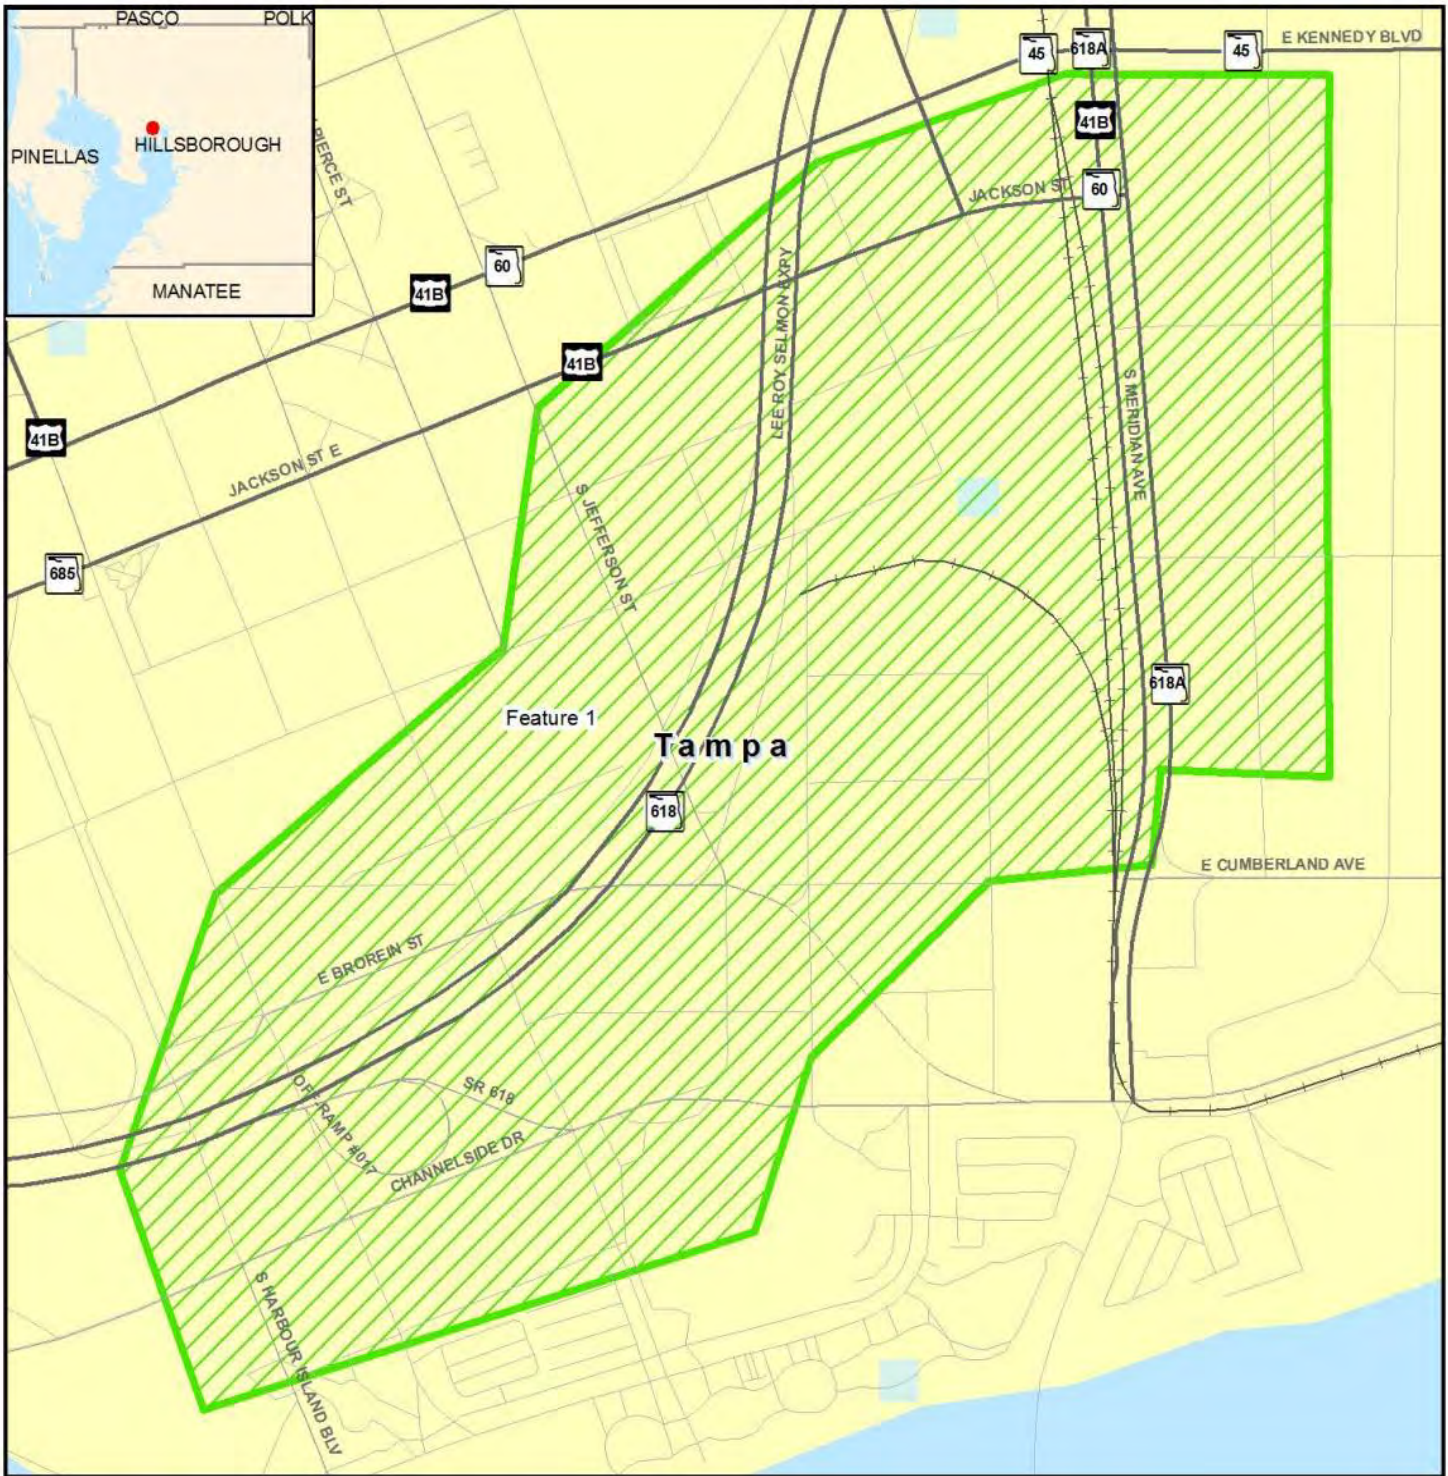 PASCO
POLK
PINELLAS
HILLSBOROUGH
MANATEE
45
618A
45
E KENNEDY BLVD
41B
PIERCE ST
JACKSON ST
60
60
41B
41B
LEE ROY SELMON EXPY
41B
S MERIDIAN AVE
JACKSON ST E
S JEFFERSON ST
685
618A
Feature 1
Tampa
618
E CUMBERLAND AVE
E BROREIN ST
SR 618
OFF-RAMP #017
CHANNELSIDE DR
S HARBOUR ISLAND BLV